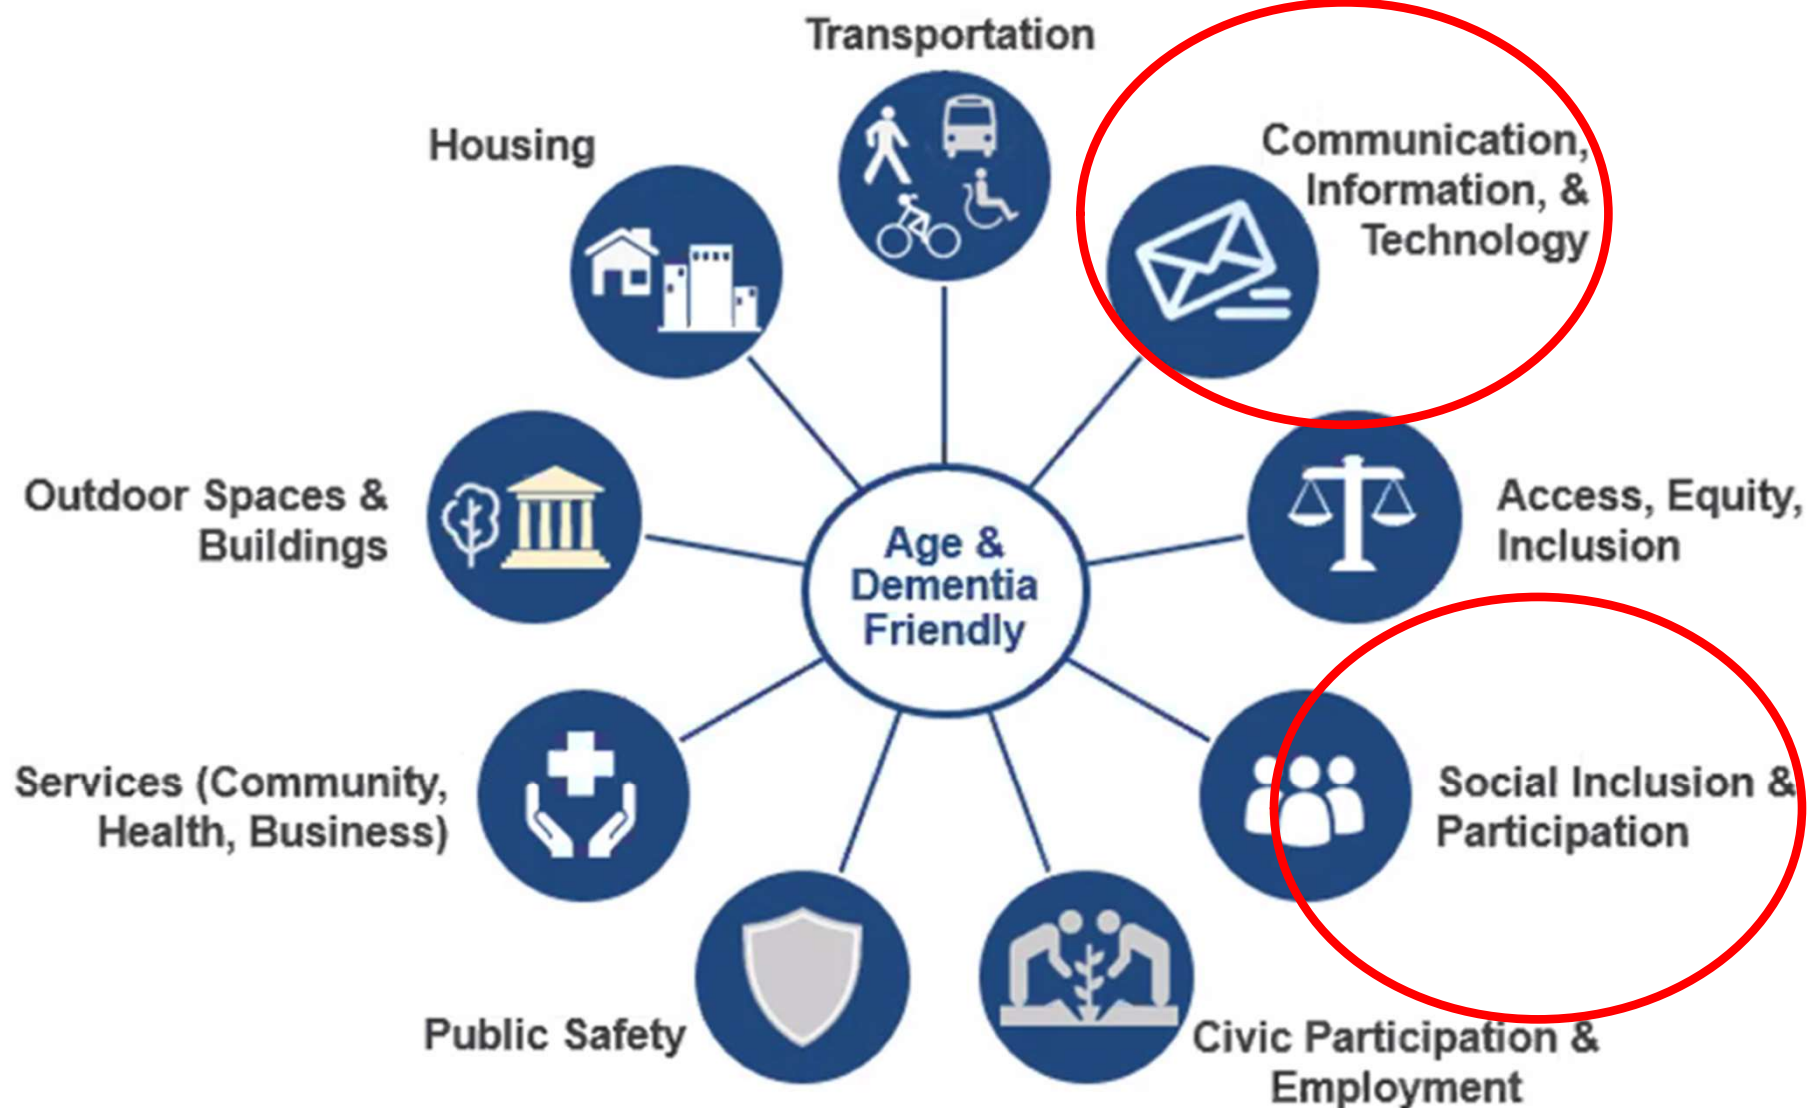 Transportation
Housing
Communication,
Information, &
Technology
Outdoor Spaces &
Buildings
Age &
Dementia
Friendly
Access, Equity,
Inclusion
Services (Community,
Health, Business)
Social Inclusion &
Participation
Public Safety
Civic Participation &
Employment